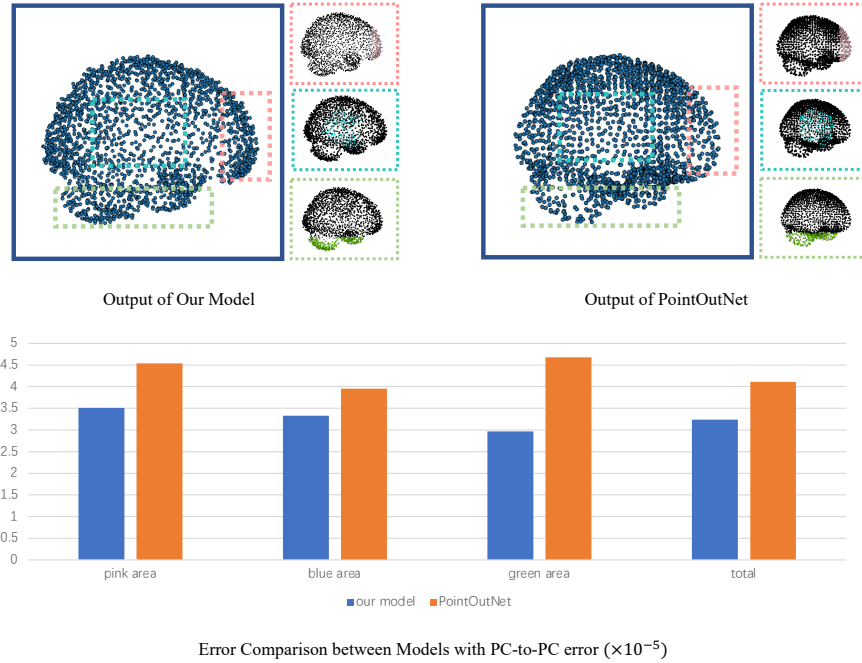 Output of Our Model
Output of PointOutNet
5
4.5
4
3.5
3
2.5
2
1.5
1
0.5
0
pink area
blue area
green area
total
our model
PointOutNet
Error Comparison between Models with PC-to-PC error (×10⁻⁵)